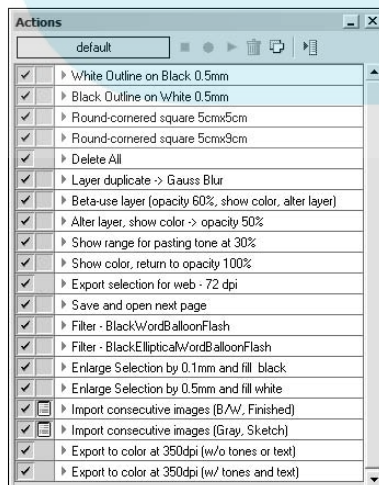 Actions
default
White Outline on Black 0.5mm
Black Outline on White 0.5mm
Round-cornered square 5cmx5cm
Round-cornered square 5cmx9cm
Delete All
Layer duplicate -> Gauss Blur
Beta-use layer (opacity 60%, show color, alter layer)
Alter layer, show color -> opacity 50%
Show range for pasting tone at 30%
Show color, return to opacity 100%
Export selection for web - 72 dpi
Save and open next page
Filter - BlackWordBalloonFlash
Filter - BlackEllipticalWordBalloonFlash
Enlarge Selection by 0.1mm and fill black
Enlarge Selection by 0.5mm and fill white
Import consecutive images (B/W, Finished)
Import consecutive images (Gray, Sketch)
Export to color at 350dpi (w/o tones or text)
Export to color at 350dpi (w/ tones and text)